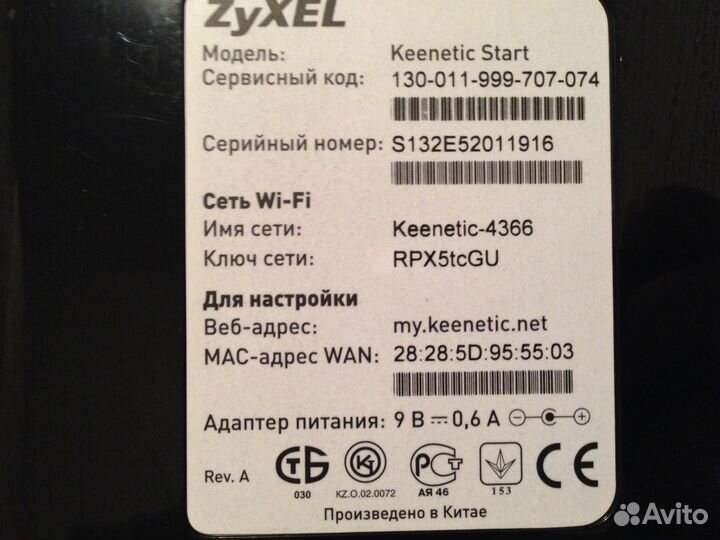 ZyXEL
Модель: Keenetic Start
Сервисный код: 130-011-999-707-074
Серийный номер: S132E52011916
Сеть Wi-Fi
Имя сети: Keenetic-4366
Ключ сети: RPX5tcGU
Для настройки
Веб-адрес: my.keenetic.net
MAC-адрес WAN: 28:28:5D:95:55:03
Адаптер питания: 9 В 0,6 А
Rev. A
030 KZ.O.02.0072 АЯ 46 153
CE
Произведено в Китае
Avito